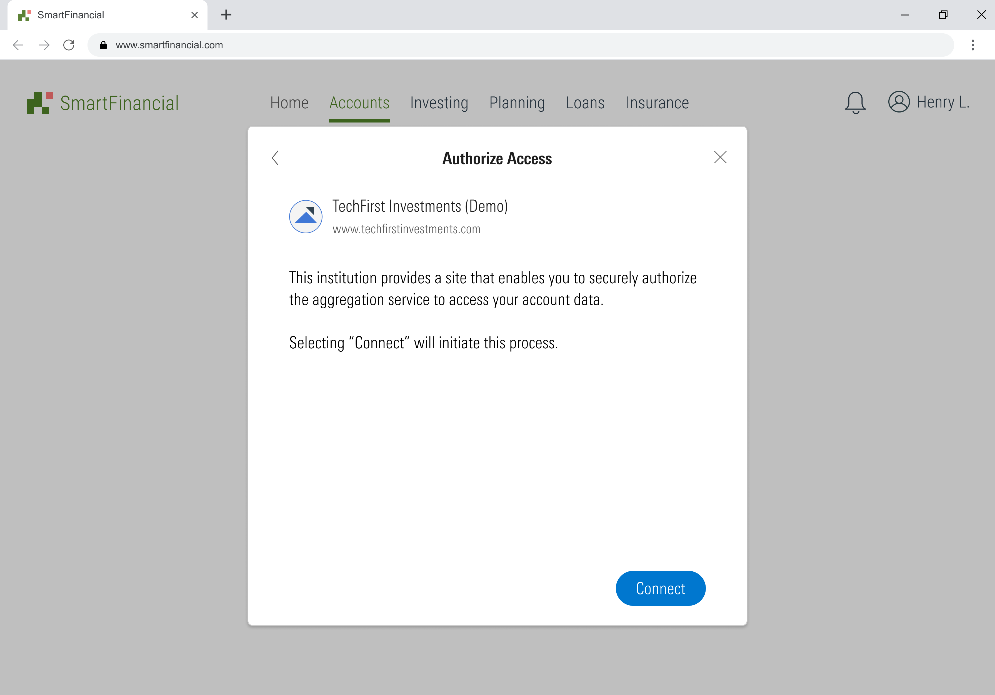 SmartFinancial
www.smartfinancial.com
SmartFinancial Home Accounts Investing Planning Loans Insurance Henry L.
Authorize Access
TechFirst Investments (Demo)
www.techfirstinvestments.com
This institution provides a site that enables you to securely authorize
the aggregation service to access your account data.
Selecting “Connect” will initiate this process.
Connect